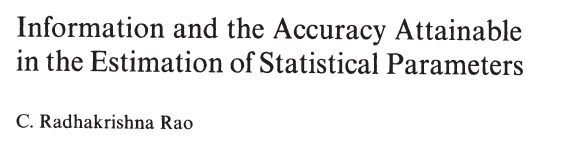 Information and the Accuracy Attainable
in the Estimation of Statistical Parameters
C. Radhakrishna Rao